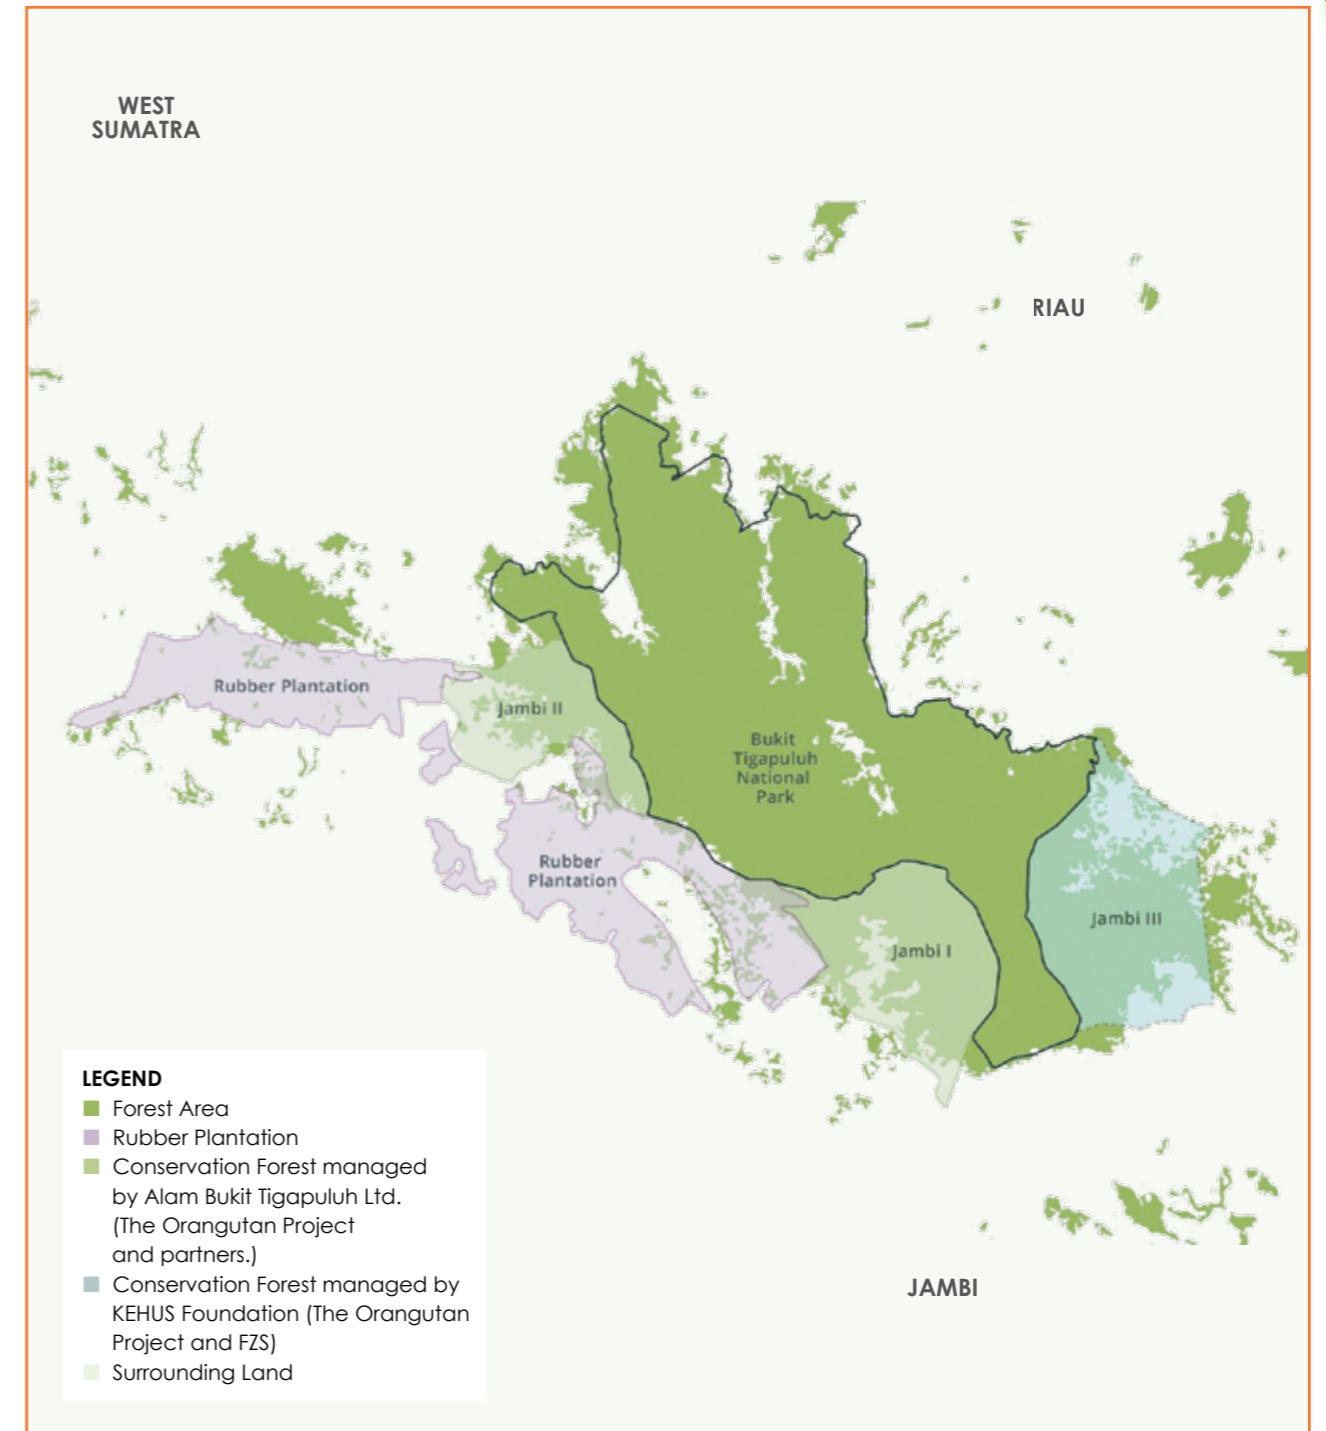 WEST
SUMATRA
RIAU
Rubber Plantation
Jambi II
Bukit
Tigapuluh
National
Park
Rubber
Plantation
Jambi III
Jambi I
LEGEND
Forest Area
Rubber Plantation
Conservation Forest managed
by Alam Bukit Tigapuluh Ltd.
(The Orangutan Project
and partners.)
Conservation Forest managed by
KEHUS Foundation (The Orangutan
Project and FZS)
Surrounding Land
JAMBI